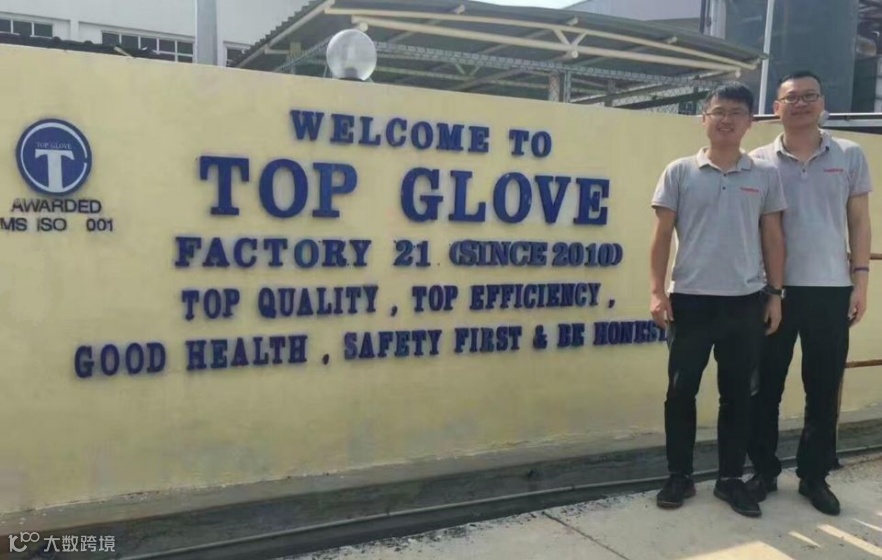 TOP GLOVE
T
AWARDED
MS ISO 001
WELCOME TO
TOP GLOVE
FACTORY 21 (SINCE 2010)
TOP QUALITY , TOP EFFICIENCY ,
GOOD HEALTH , SAFETY FIRST & BE HONEST
大数跨境